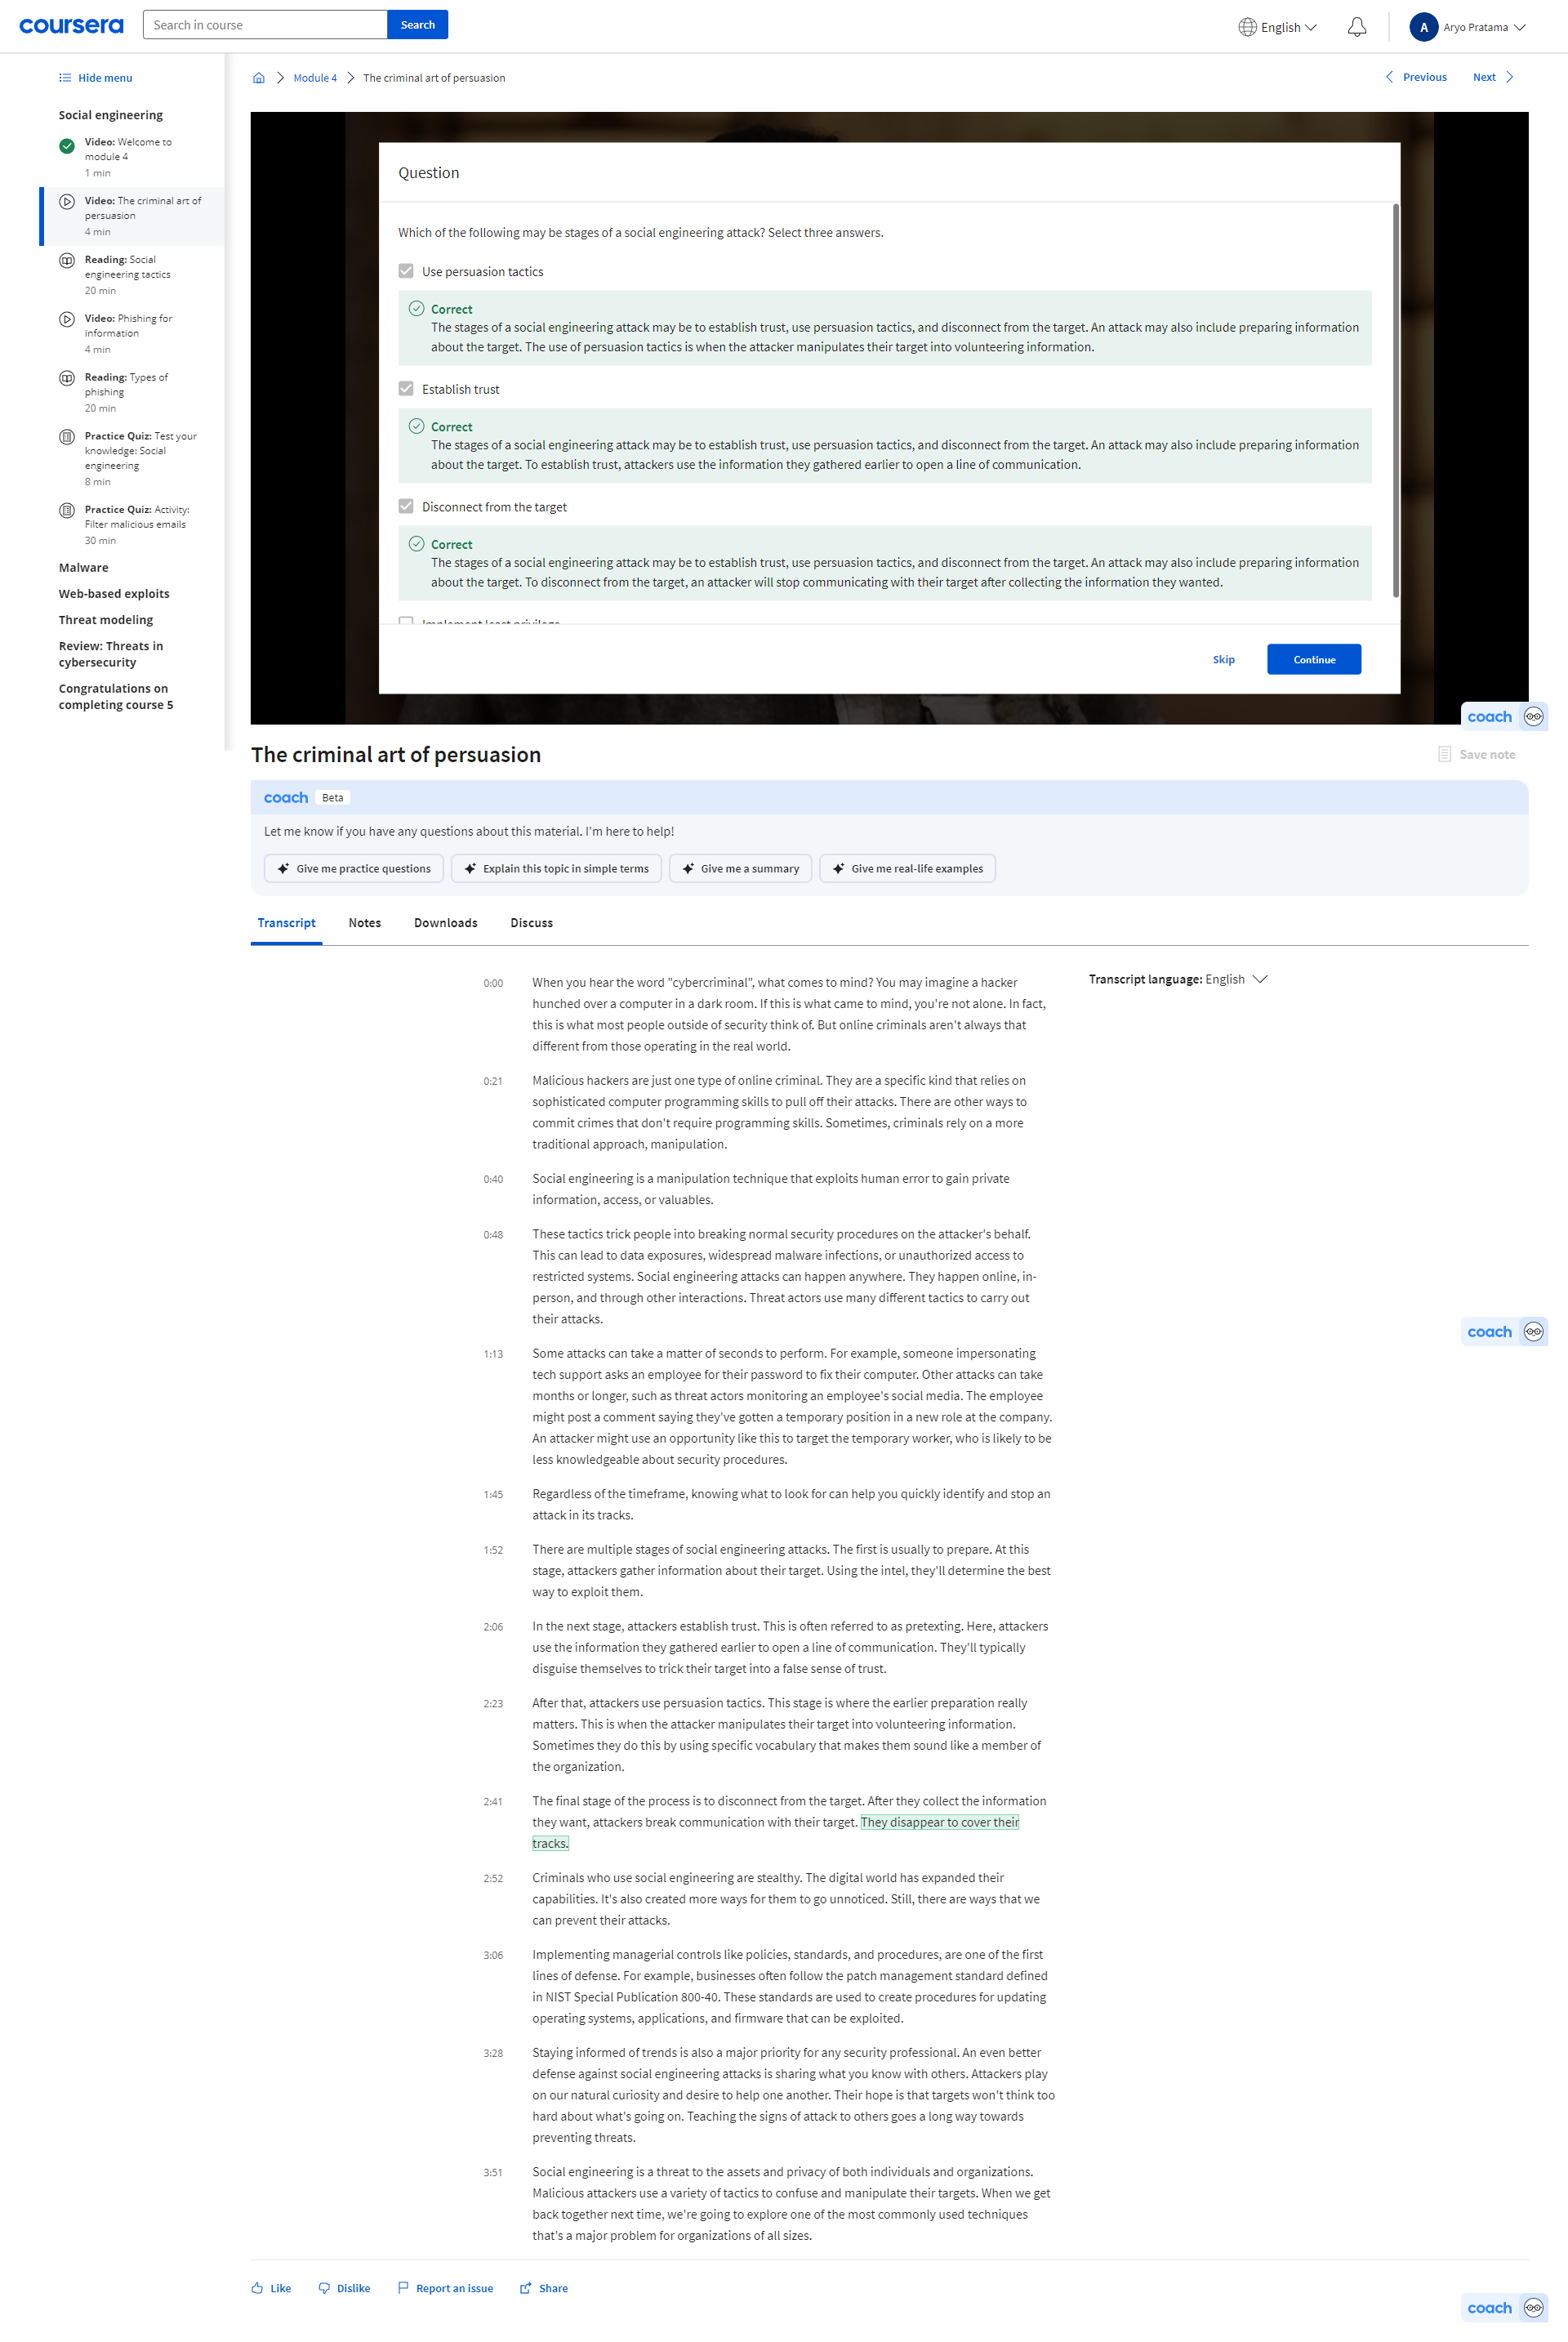 coursera
Search in course
Search
English
A
Aryo Pratama
Hide menu
Social engineering
Video: Welcome to
module 4
1 min
Video: The criminal art of
persuasion
4 min
Reading: Social
engineering tactics
20 min
Video: Phishing for
information
4 min
Reading: Types of
phishing
20 min
Practice Quiz: Test your
knowledge: Social
engineering
8 min
Practice Quiz: Activity:
Filter malicious emails
30 min
Malware
Web-based exploits
Threat modeling
Review: Threats in
cybersecurity
Congratulations on
completing course 5
Module 4
The criminal art of persuasion
Previous
Next
Question
Which of the following may be stages of a social engineering attack? Select three answers.
Use persuasion tactics
Correct
The stages of a social engineering attack may be to establish trust, use persuasion tactics, and disconnect from the target. An attack may also include preparing information
about the target. The use of persuasion tactics is when the attacker manipulates their target into volunteering information.
Establish trust
Correct
The stages of a social engineering attack may be to establish trust, use persuasion tactics, and disconnect from the target. An attack may also include preparing information
about the target. To establish trust, attackers use the information they gathered earlier to open a line of communication.
Disconnect from the target
Correct
The stages of a social engineering attack may be to establish trust, use persuasion tactics, and disconnect from the target. An attack may also include preparing information
about the target. To disconnect from the target, an attacker will stop communicating with their target after collecting the information they wanted.
Implement least privilege
Skip
Continue
coach
The criminal art of persuasion
Save note
coach Beta
Let me know if you have any questions about this material. I'm here to help!
Give me practice questions
Explain this topic in simple terms
Give me a summary
Give me real-life examples
Transcript
Notes
Downloads
Discuss
Transcript language: English
0:00
When you hear the word "cybercriminal", what comes to mind? You may imagine a hacker
hunched over a computer in a dark room. If this is what came to mind, you're not alone. In fact,
this is what most people outside of security think of. But online criminals aren't always that
different from those operating in the real world.
0:21
Malicious hackers are just one type of online criminal. They are a specific kind that relies on
sophisticated computer programming skills to pull off their attacks. There are other ways to
commit crimes that don't require programming skills. Sometimes, criminals rely on a more
traditional approach, manipulation.
0:40
Social engineering is a manipulation technique that exploits human error to gain private
information, access, or valuables.
0:48
These tactics trick people into breaking normal security procedures on the attacker's behalf.
This can lead to data exposures, widespread malware infections, or unauthorized access to
restricted systems. Social engineering attacks can happen anywhere. They happen online, in-
person, and through other interactions. Threat actors use many different tactics to carry out
their attacks.
1:13
Some attacks can take a matter of seconds to perform. For example, someone impersonating
tech support asks an employee for their password to fix their computer. Other attacks can take
months or longer, such as threat actors monitoring an employee's social media. The employee
might post a comment saying they've gotten a temporary position in a new role at the company.
An attacker might use an opportunity like this to target the temporary worker, who is likely to be
less knowledgeable about security procedures.
coach
1:45
Regardless of the timeframe, knowing what to look for can help you quickly identify and stop an
attack in its tracks.
1:52
There are multiple stages of social engineering attacks. The first is usually to prepare. At this
stage, attackers gather information about their target. Using the intel, they'll determine the best
way to exploit them.
2:06
In the next stage, attackers establish trust. This is often referred to as pretexting. Here, attackers
use the information they gathered earlier to open a line of communication. They'll typically
disguise themselves to trick their target into a false sense of trust.
2:23
After that, attackers use persuasion tactics. This stage is where the earlier preparation really
matters. This is when the attacker manipulates their target into volunteering information.
Sometimes they do this by using specific vocabulary that makes them sound like a member of
the organization.
2:41
The final stage of the process is to disconnect from the target. After they collect the information
they want, attackers break communication with their target. They disappear to cover their
tracks.
2:52
Criminals who use social engineering are stealthy. The digital world has expanded their
capabilities. It's also created more ways for them to go unnoticed. Still, there are ways that we
can prevent their attacks.
3:06
Implementing managerial controls like policies, standards, and procedures, are one of the first
lines of defense. For example, businesses often follow the patch management standard defined
in NIST Special Publication 800-40. These standards are used to create procedures for updating
operating systems, applications, and firmware that can be exploited.
3:28
Staying informed of trends is also a major priority for any security professional. An even better
defense against social engineering attacks is sharing what you know with others. Attackers play
on our natural curiosity and desire to help one another. Their hope is that targets won't think too
hard about what's going on. Teaching the signs of attack to others goes a long way towards
preventing threats.
3:51
Social engineering is a threat to the assets and privacy of both individuals and organizations.
Malicious attackers use a variety of tactics to confuse and manipulate their targets. When we get
back together next time, we're going to explore one of the most commonly used techniques
that's a major problem for organizations of all sizes.
Like
Dislike
Report an issue
Share
coach